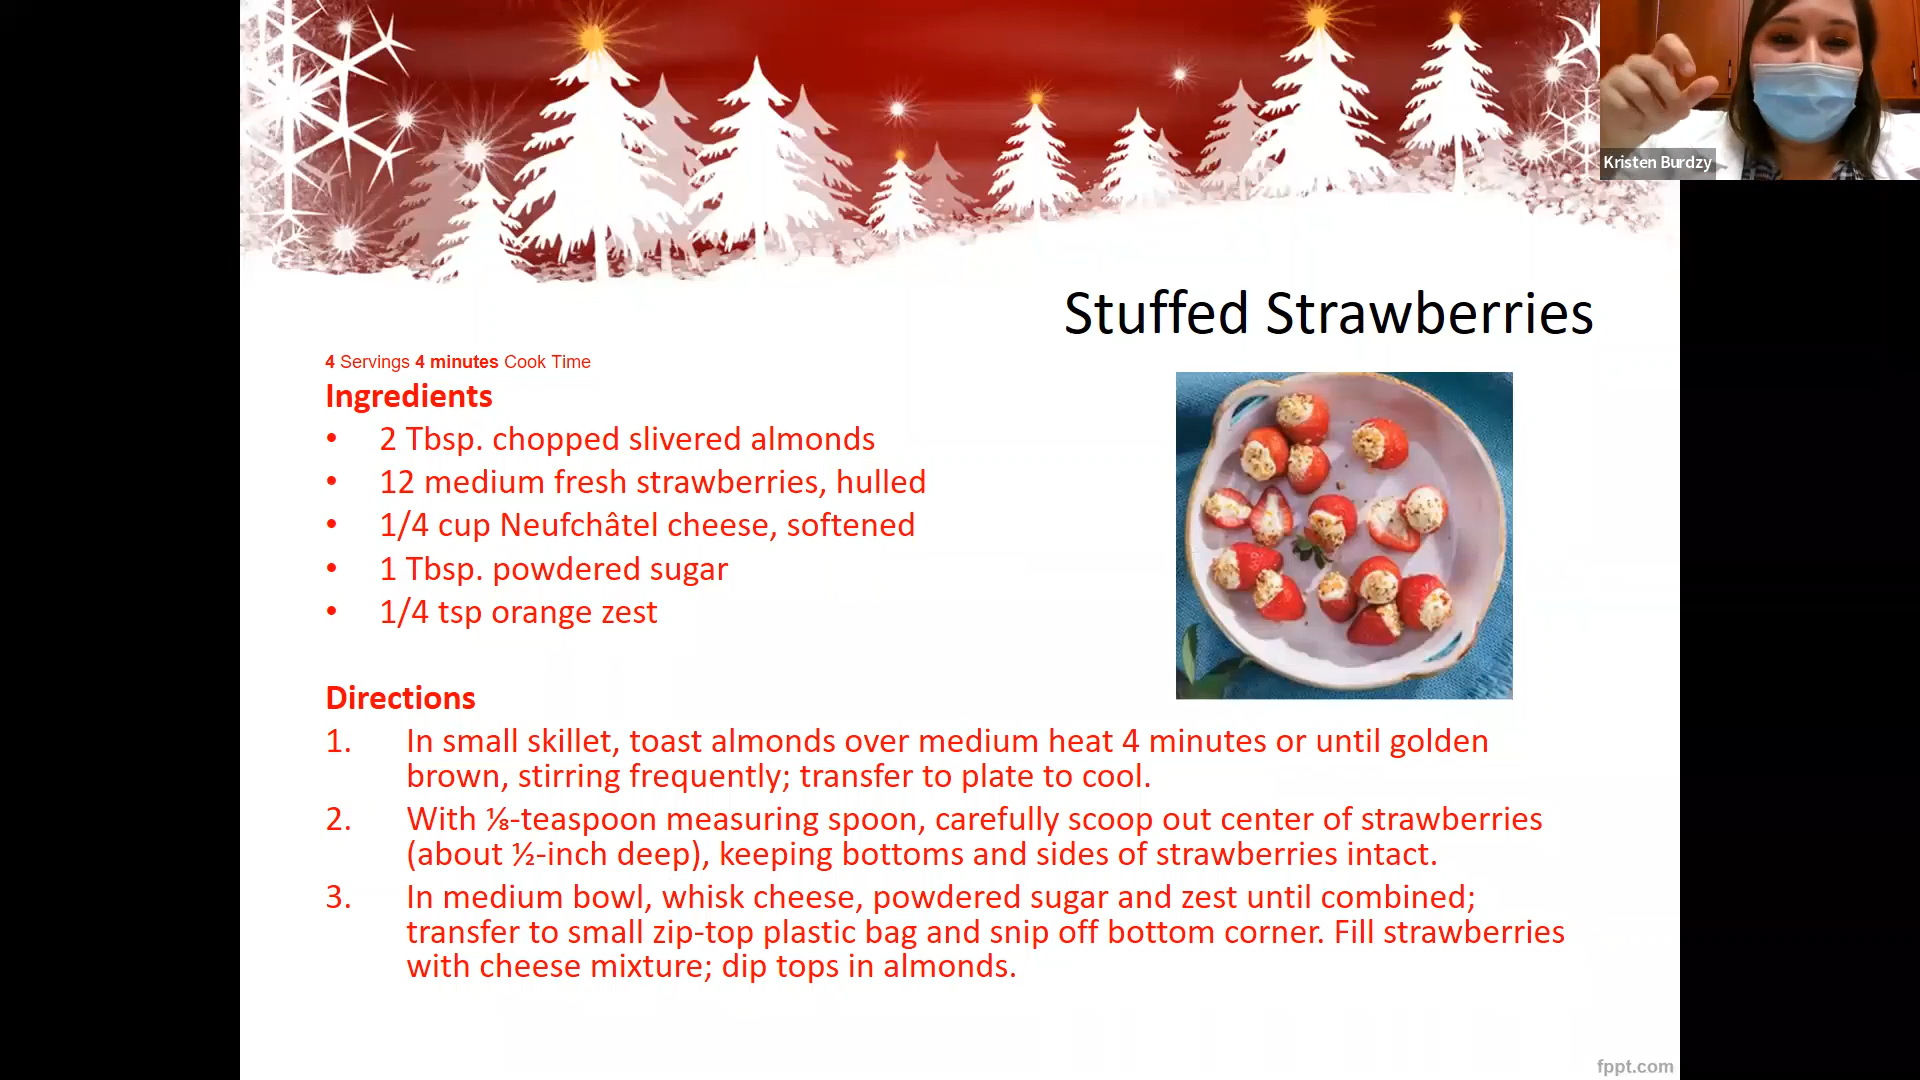 Kristen Burdzy
Stuffed Strawberries
4 Servings 4 minutes Cook Time
Ingredients
• 2 Tbsp. chopped slivered almonds
• 12 medium fresh strawberries, hulled
• 1/4 cup Neufchâtel cheese, softened
• 1 Tbsp. powdered sugar
• 1/4 tsp orange zest
Directions
1. In small skillet, toast almonds over medium heat 4 minutes or until golden
brown, stirring frequently; transfer to plate to cool.
2. With ⅛-teaspoon measuring spoon, carefully scoop out center of strawberries
(about ½-inch deep), keeping bottoms and sides of strawberries intact.
3. In medium bowl, whisk cheese, powdered sugar and zest until combined;
transfer to small zip-top plastic bag and snip off bottom corner. Fill strawberries
with cheese mixture; dip tops in almonds.
fppt.com